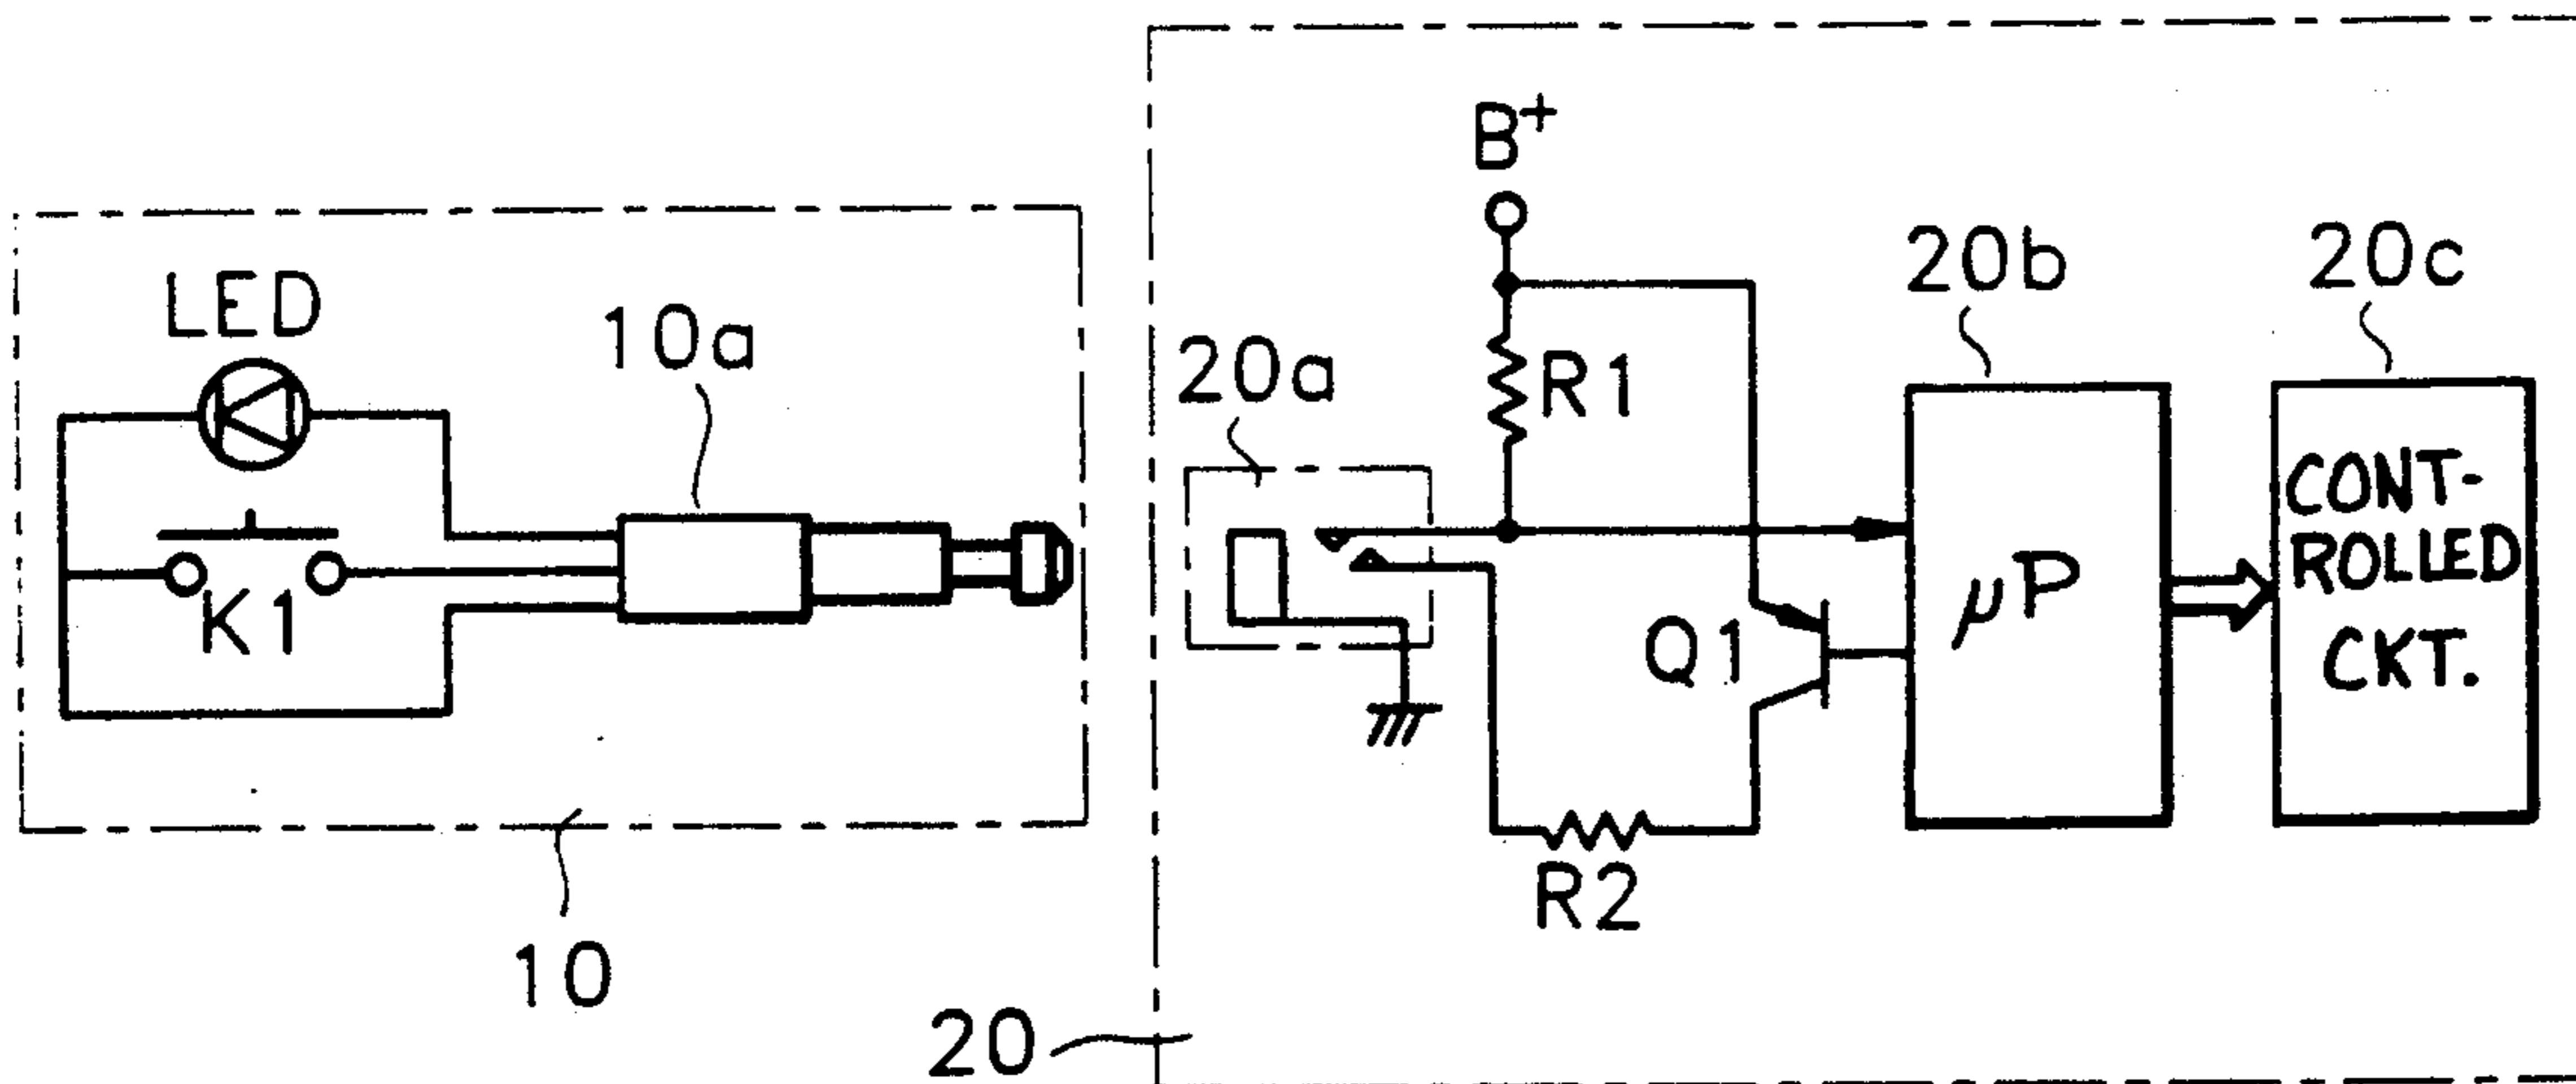 LED
K1
10a
10
20
20a
B+
R1
R2
Q1
20b
μP
20c
CONT-
ROLLED
CKT.